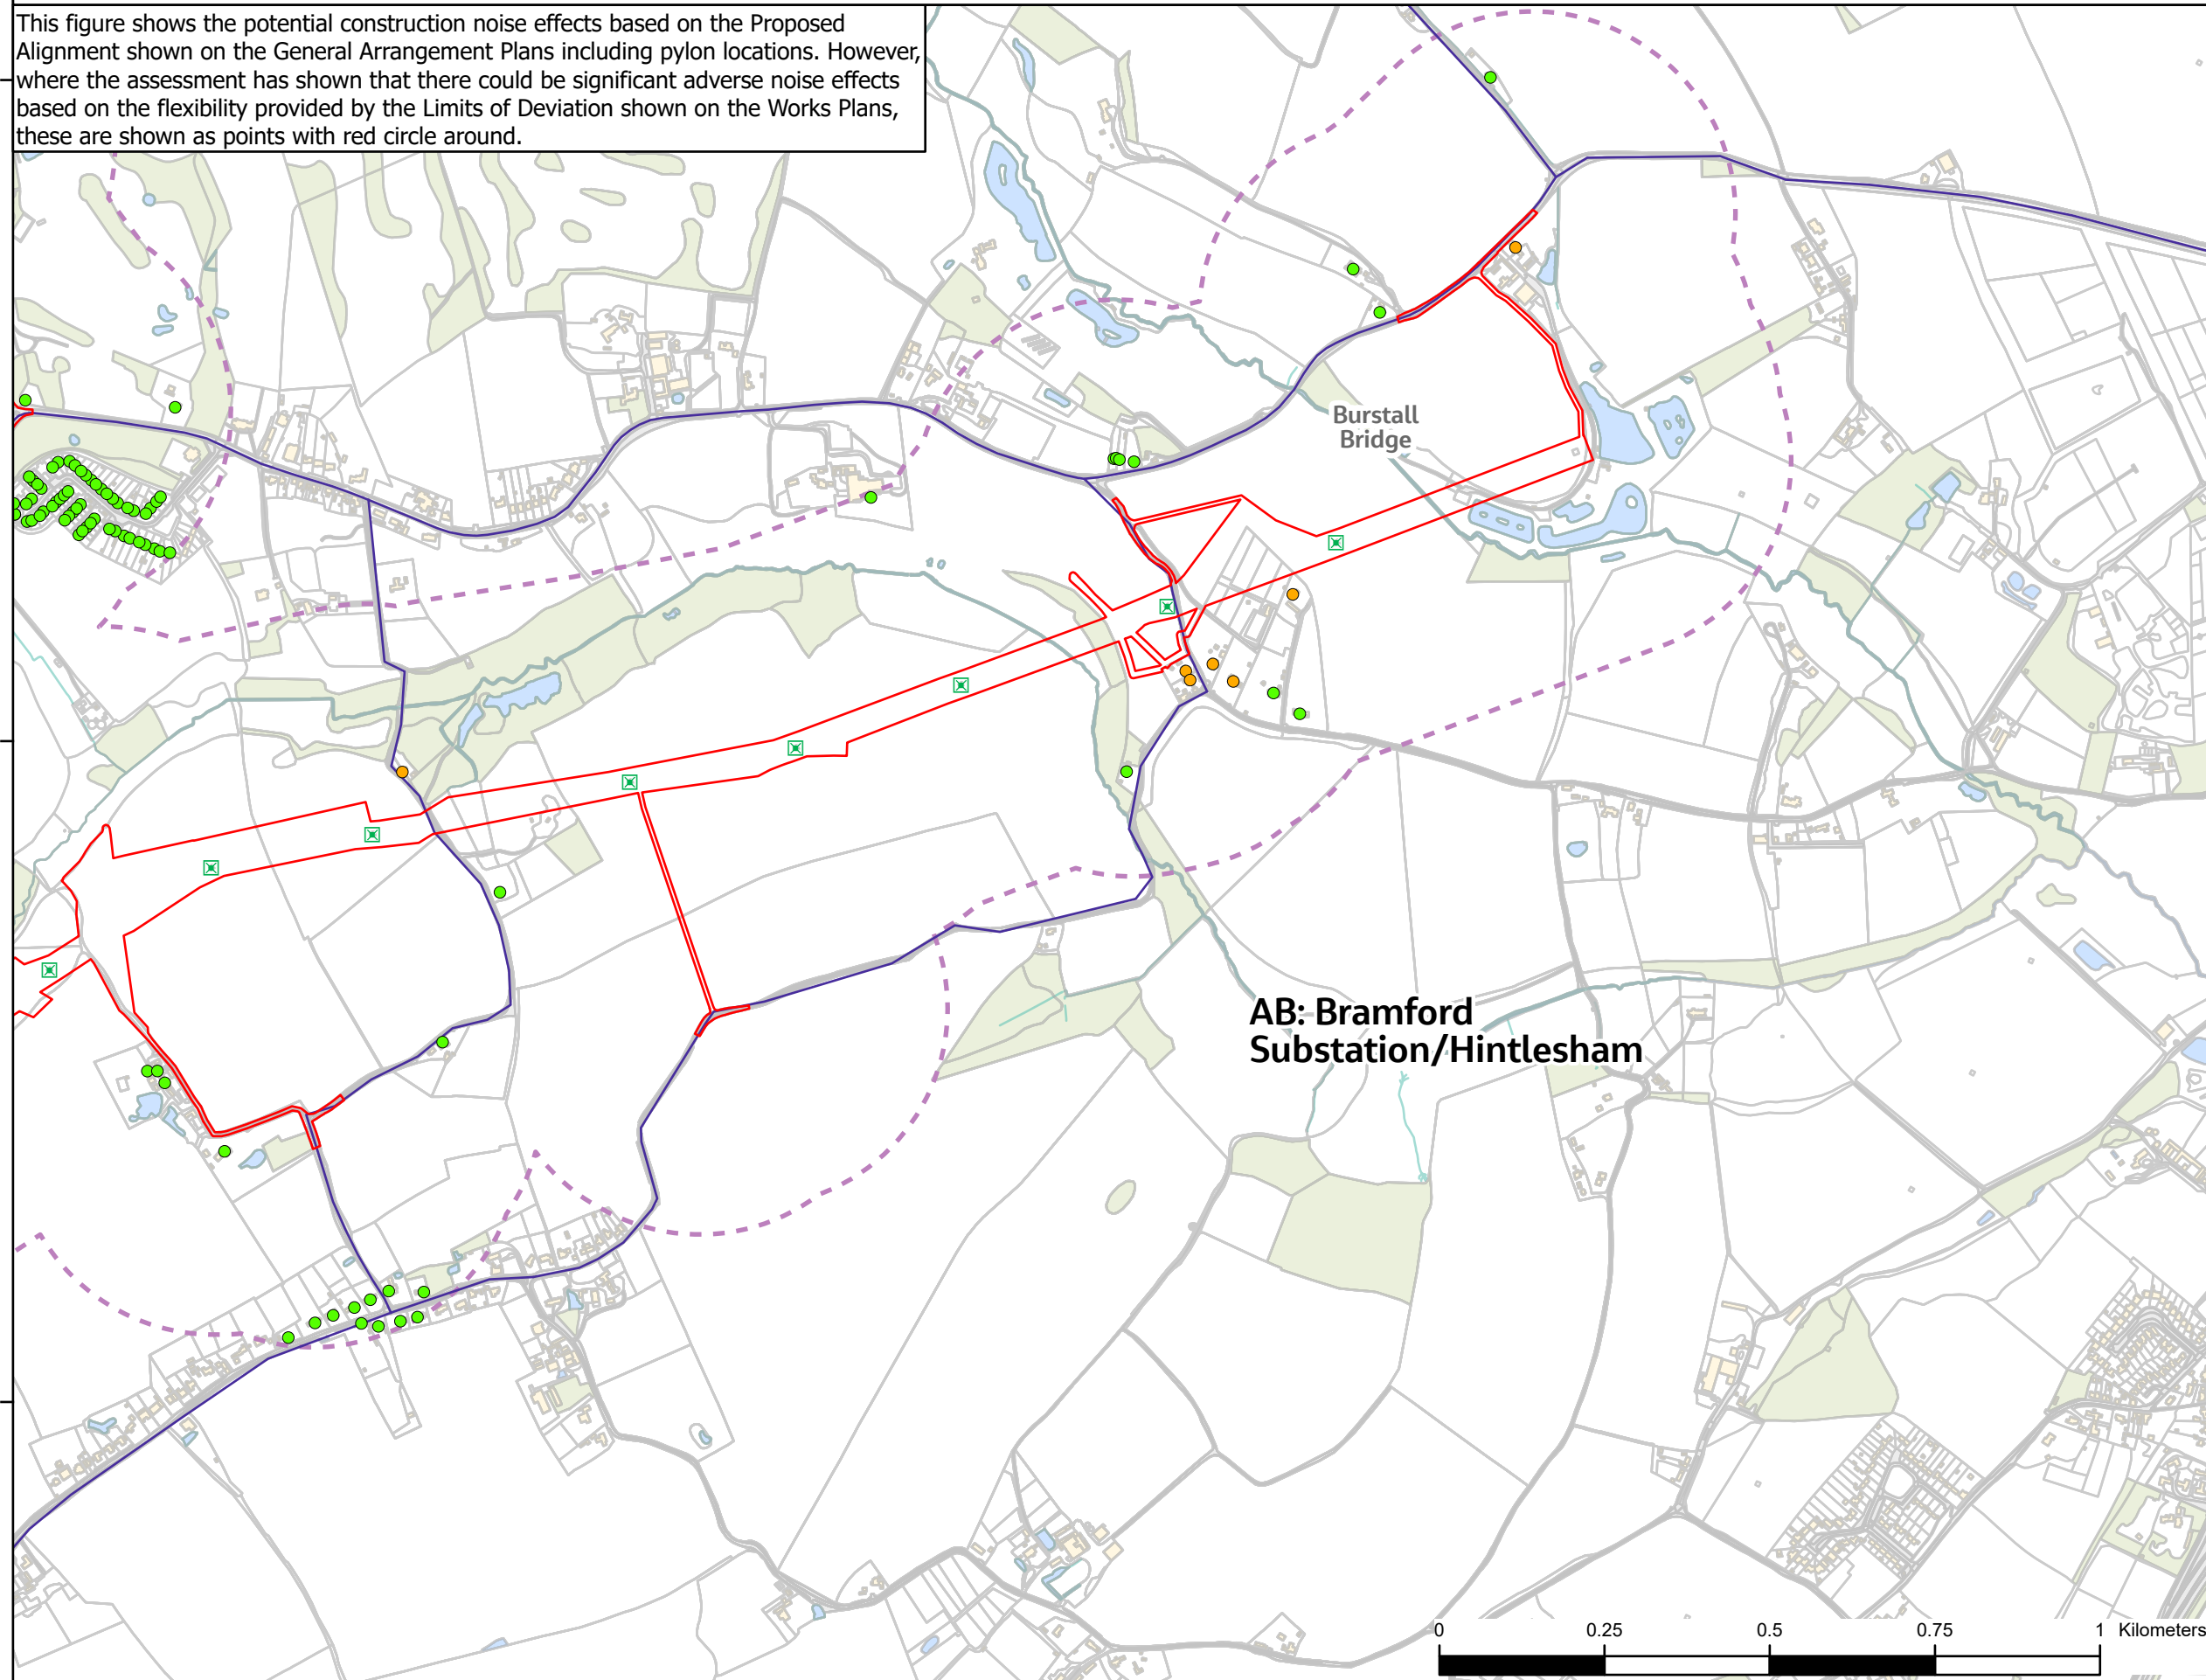 This figure shows the potential construction noise effects based on the Proposed
Alignment shown on the General Arrangement Plans including pylon locations. However,
where the assessment has shown that there could be significant adverse noise effects
based on the flexibility provided by the Limits of Deviation shown on the Works Plans,
these are shown as points with red circle around.
Burstall
Bridge
AB: Bramford
Substation/Hintlesham
0 0.25 0.5 0.75 1 Kilometers